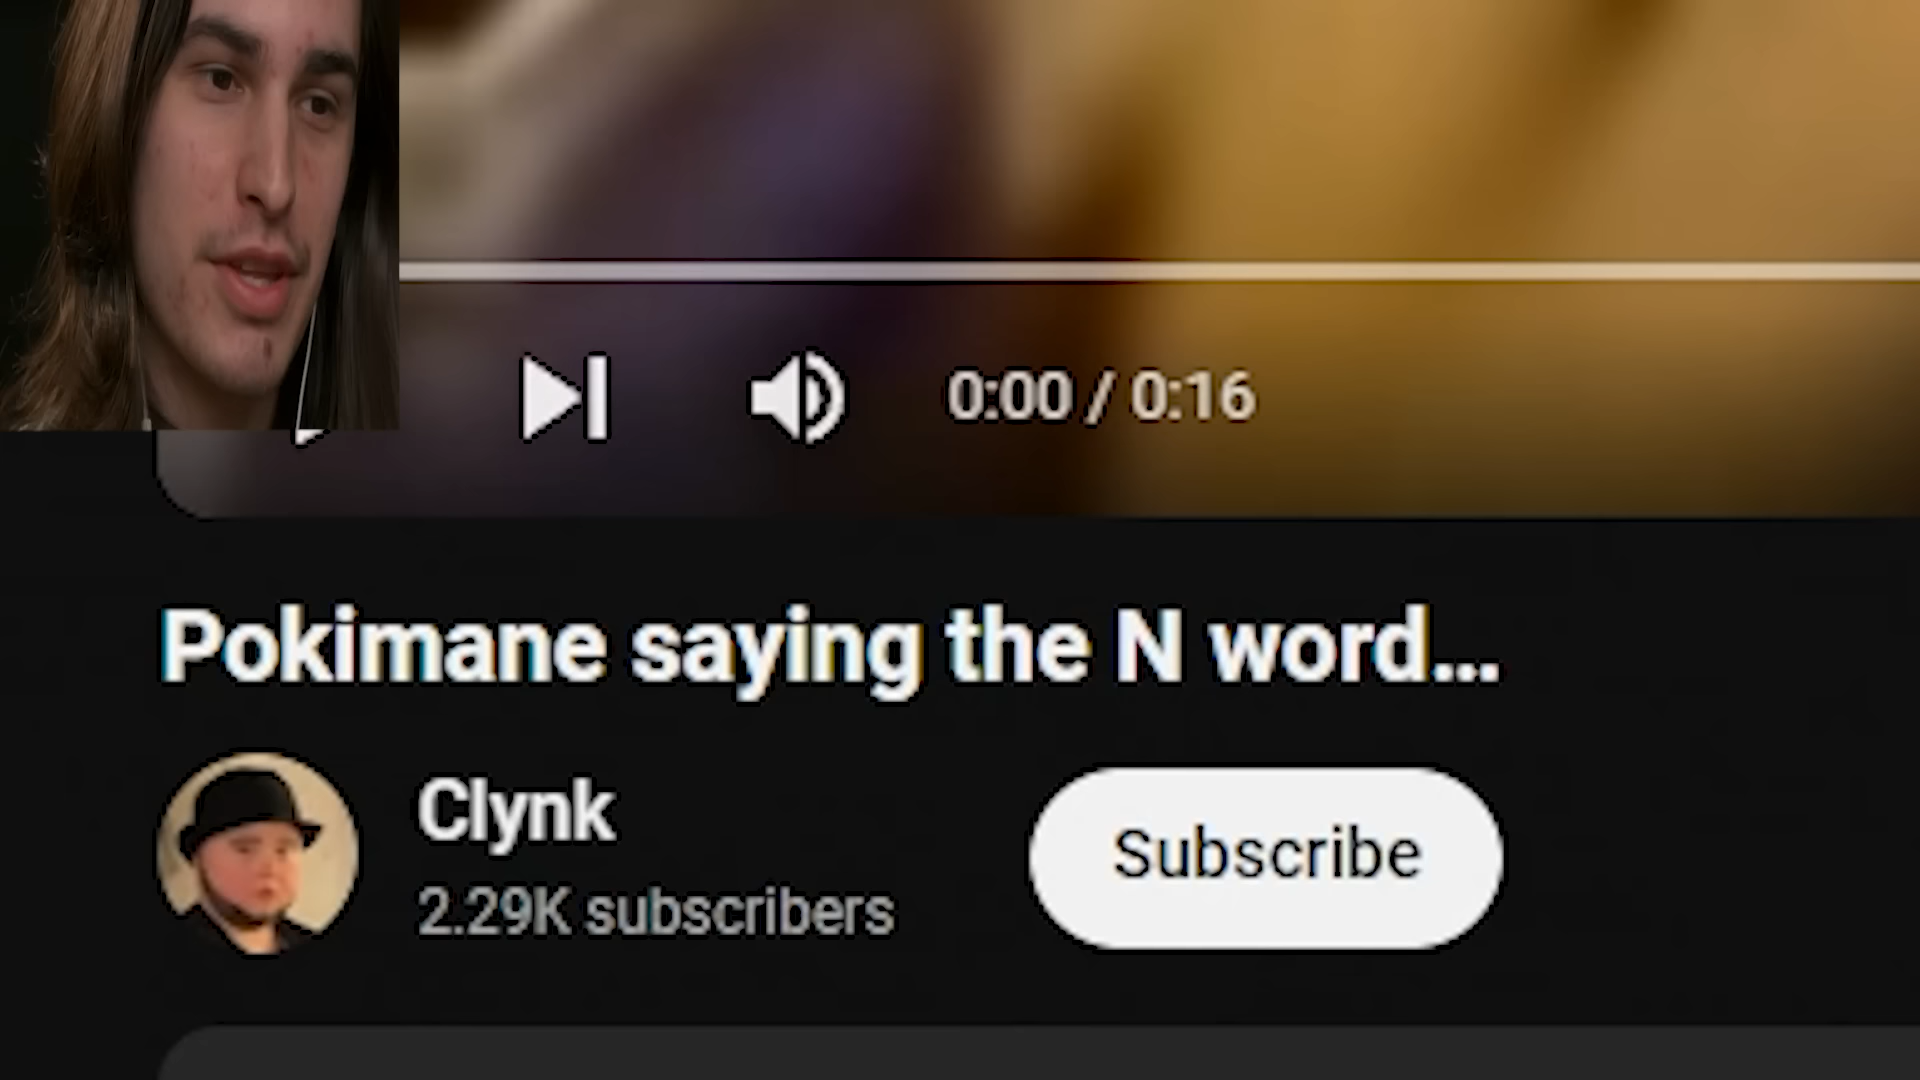 0:00 / 0:16
Pokimane saying the N word...
Clynk
2.29K subscribers
Subscribe